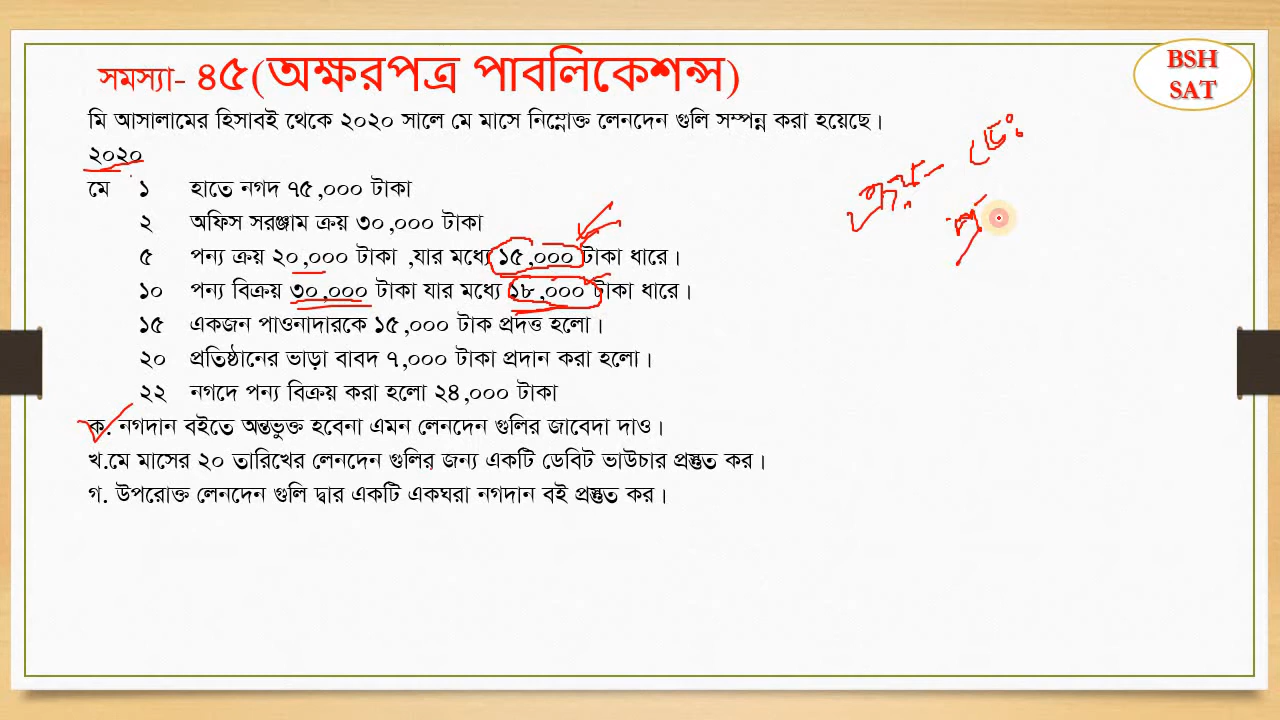 সমস্যা- ৪৫(অক্ষরপত্র পাবলিকেশন্স)
BSH
SAT
মি আসালামের হিসাবই থেকে ২০২০ সালে মে মাসে নিম্নোক্ত লেনদেন গুলি সম্পন্ন করা হয়েছে।
২০২০
মে ১ হাতে নগদ ৭৫,০০০ টাকা
২ অফিস সরঞ্জাম ক্রয় ৩০,০০০ টাকা
৫ পন্য ক্রয় ২০,০০০ টাকা ,যার মধ্যে ১৫,০০০ টাকা ধারে।
১০ পন্য বিক্রয় ৩০,০০০ টাকা যার মধ্যে ১৮,০০০ টাকা ধারে।
১৫ একজন পাওনাদারকে ১৫,০০০ টাক প্রদত্ত হলো।
২০ প্রতিষ্ঠানের ভাড়া বাবদ ৭,০০০ টাকা প্রদান করা হলো।
২২ নগদে পন্য বিক্রয় করা হলো ২৪,০০০ টাকা
ক. নগদান বইতে অন্তভুক্ত হবেনা এমন লেনদেন গুলির জাবেদা দাও।
খ.মে মাসের ২০ তারিখের লেনদেন গুলির জন্য একটি ডেবিট ভাউচার প্রস্তুত কর।
গ. উপরোক্ত লেনদেন গুলি দ্বার একটি একঘরা নগদান বই প্রস্তুত কর।